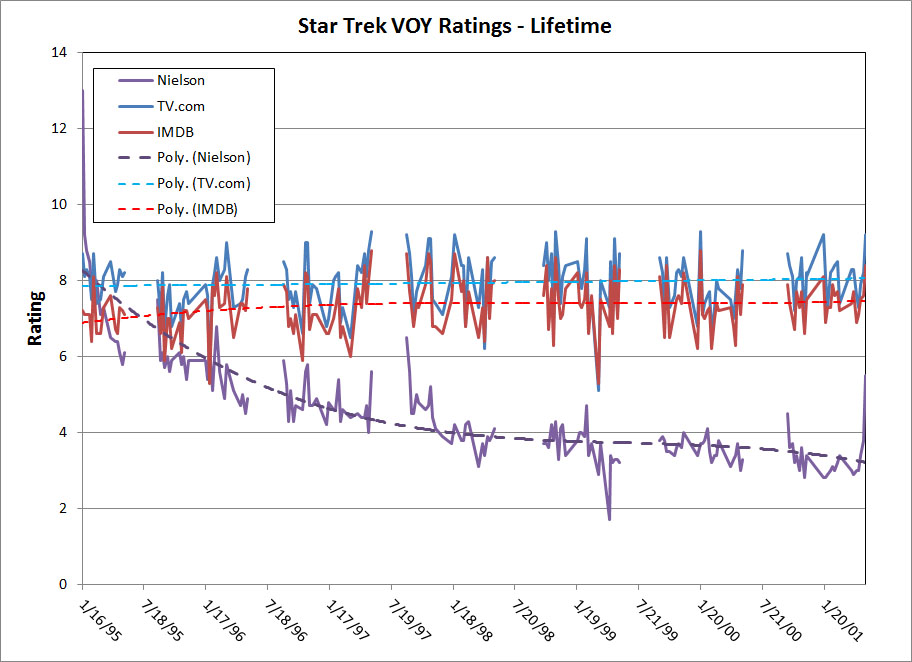 Star Trek VOY Ratings - Lifetime
14
12
10
8
6
4
2
0
Rating
Nielson
TV.com
IMDB
Poly. (Nielson)
Poly. (TV.com)
Poly. (IMDB)
1/16/95
7/18/95
1/17/96
7/18/96
1/17/97
7/19/97
1/18/98
7/20/98
1/19/99
7/21/99
1/20/00
7/21/00
1/20/01